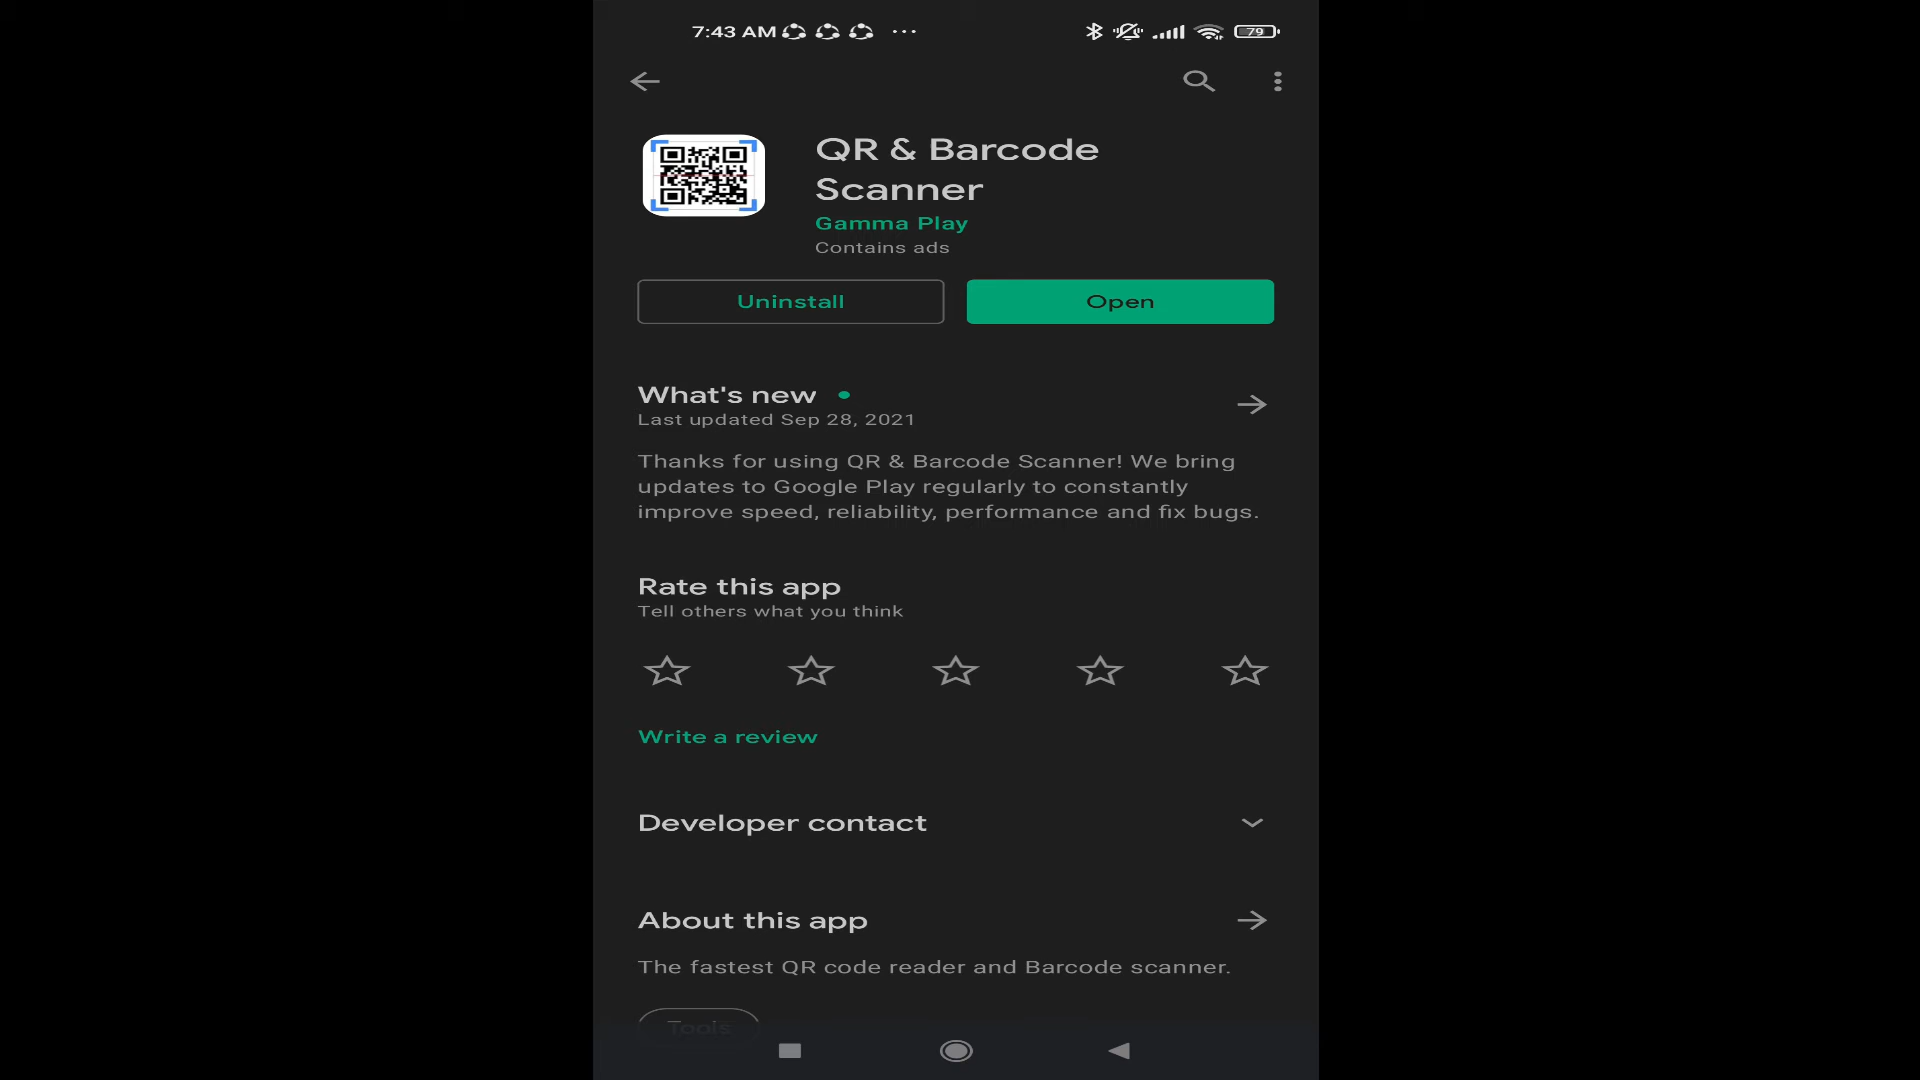 7:43 AM ... 79
QR & Barcode
Scanner
Gamma Play
Contains ads
Uninstall
Open
What's new
Last updated Sep 28, 2021
Thanks for using QR & Barcode Scanner! We bring
updates to Google Play regularly to constantly
improve speed, reliability, performance and fix bugs.
Rate this app
Tell others what you think
Write a review
Developer contact
About this app
The fastest QR code reader and Barcode scanner.
Tools